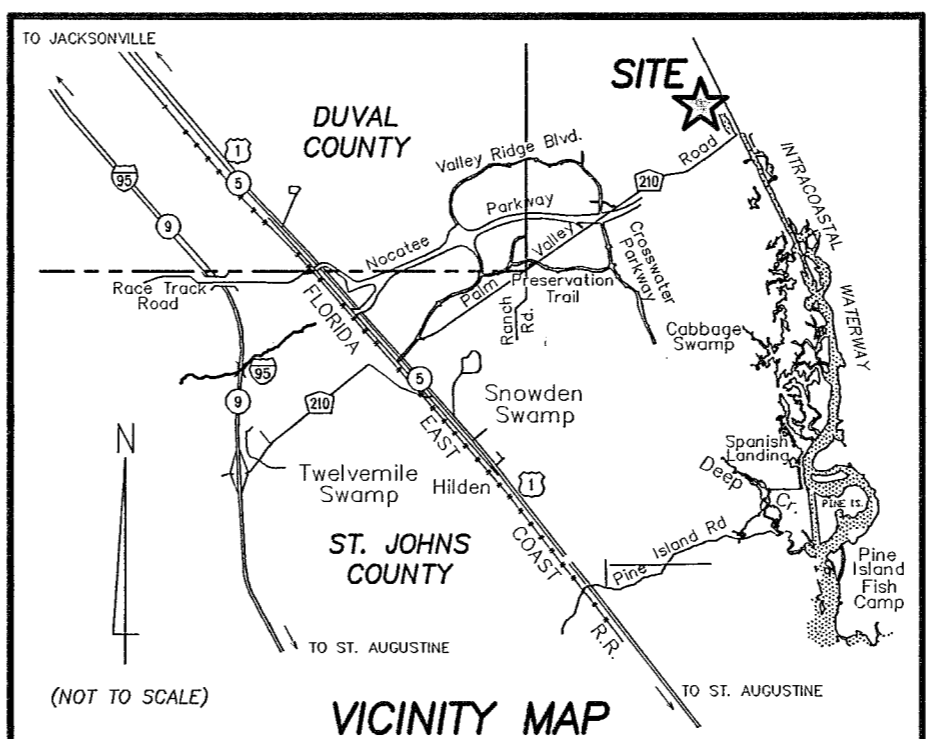 TO JACKSONVILLE
SITE
DUVAL
COUNTY
1
5
95
9
Valley Ridge Blvd.
Parkway
Nocatee
210
Road
Valley
Palm
Preservation
Trail
Crosswater
Parkway
Ranch
Rd.
INTRACOASTAL
WATERWAY
Race Track
Road
FLORIDA
EAST
COAST
R.R.
95
9
210
5
Snowden
Swamp
Cabbage
Swamp
Twelvemile
Swamp
Hilden
1
Spanish
Landing
Deep
Cr.
PINE IS.
Pine Island Rd
Pine
Island
Fish
Camp
N
ST. JOHNS
COUNTY
TO ST. AUGUSTINE
TO ST. AUGUSTINE
(NOT TO SCALE)
VICINITY MAP